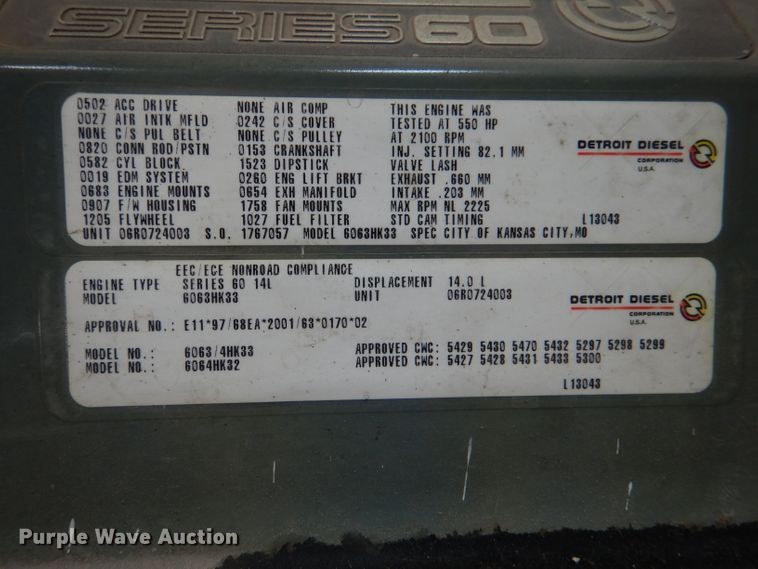 SERIES 60
0502 ACC DRIVE NONE AIR COMP THIS ENGINE WAS
0027 AIR INTK MFLD 0242 C/S COVER TESTED AT 550 HP
NONE C/S PUL BELT NONE C/S PULLEY AT 2100 RPM
0820 CONN ROD/PSTN 0153 CRANKSHAFT INJ. SETTING 82.1 MM
0582 CYL BLOCK 1523 DIPSTICK VALVE LASH
0019 EDM SYSTEM 0260 ENG LIFT BRKT EXHAUST .660 MM
0683 ENGINE MOUNTS 0654 EXH MANIFOLD INTAKE .203 MM
0907 F/W HOUSING 1758 FAN MOUNTS MAX RPM NL 2225
1205 FLYWHEEL 1027 FUEL FILTER STD CAM TIMING L13043
UNIT 06R0724003 S.O. 1767057 MODEL 6063HK33 SPEC CITY OF KANSAS CITY,MO
DETROIT DIESEL
CORPORATION
U.S.A.
EEC/ECE NONROAD COMPLIANCE
ENGINE TYPE SERIES 60 14L DISPLACEMENT 14.0 L
MODEL 6063HK33 UNIT 06R0724003
APPROVAL NO.: E11*97/68EA*2001/63*0170*02
MODEL NO.: 6063/4HK33 APPROVED CWC: 5429 5430 5470 5432 5297 5298 5299
MODEL NO.: 6064HK32 APPROVED CWC: 5427 5428 5431 5433 5300
L13043
DETROIT DIESEL
CORPORATION
U.S.A.
Purple Wave Auction